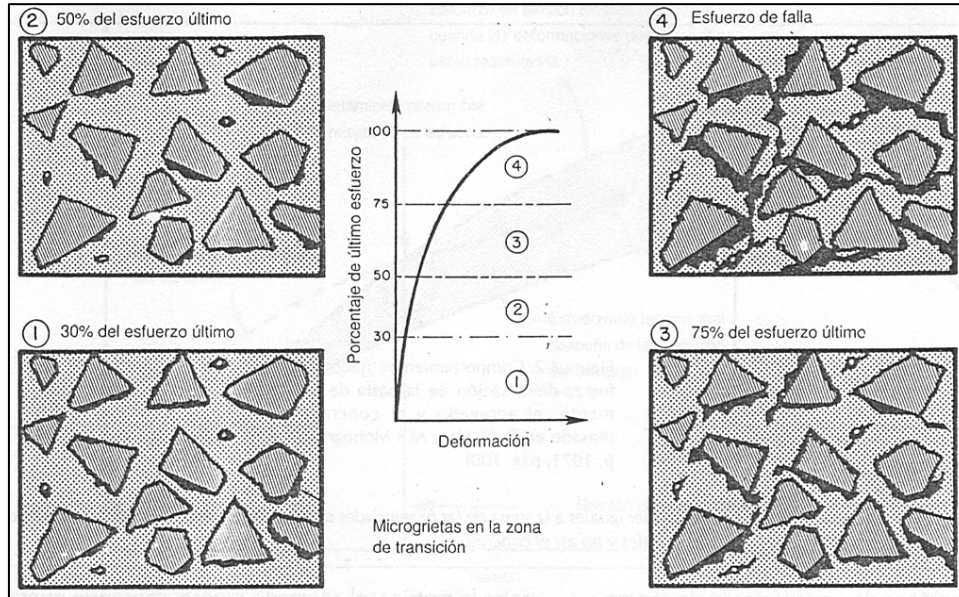 2 50% del esfuerzo último
4 Esfuerzo de falla
Porcentaje de último esfuerzo
100
75
50
30
4
3
2
1
Deformación
1 30% del esfuerzo último
3 75% del esfuerzo último
Microgrietas en la zona
de transición